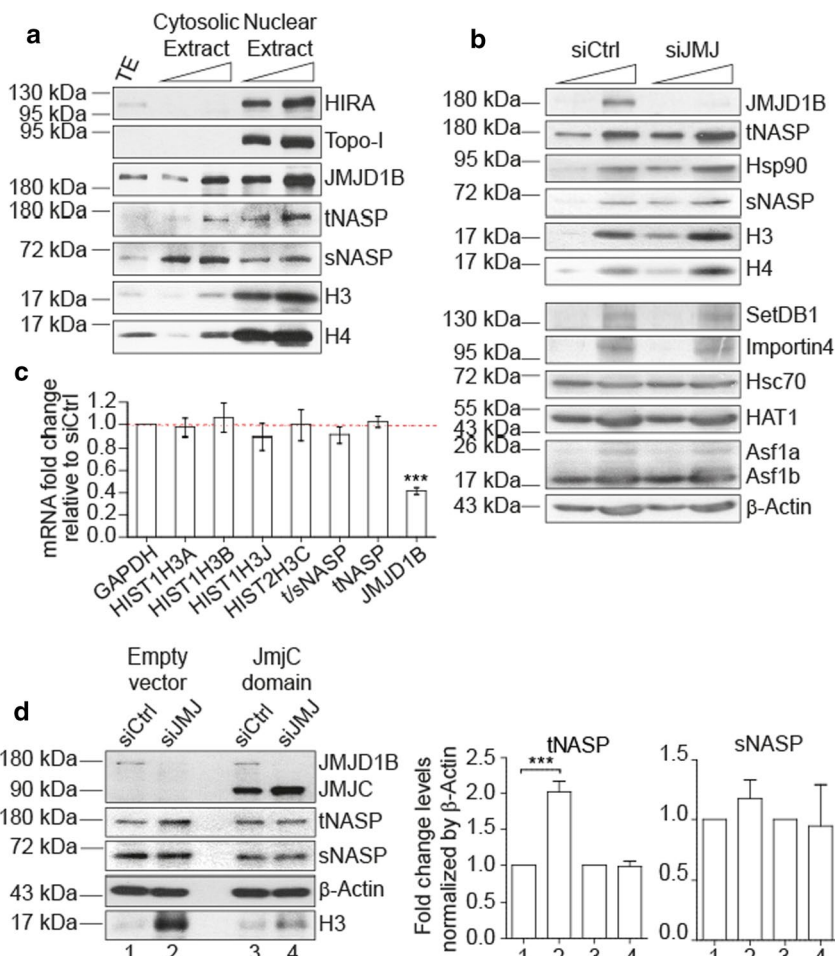 a
Cytosolic Nuclear
Extract Extract
TE
130 kDa
95 kDa
HIRA
95 kDa
Topo-I
180 kDa
JMJD1B
180 kDa
tNASP
72 kDa
sNASP
17 kDa
H3
17 kDa
H4
b
siCtrl siJMJ
180 kDa
JMJD1B
180 kDa
tNASP
95 kDa
Hsp90
72 kDa
sNASP
17 kDa
H3
17 kDa
H4
130 kDa
SetDB1
95 kDa
Importin4
72 kDa
Hsc70
55 kDa
43 kDa
HAT1
26 kDa
Asf1a
17 kDa
Asf1b
43 kDa
β-Actin
c
mRNA fold change
relative to siCtrl
1.2
1.0
0.8
0.6
0.4
0.2
0.0
***
GAPDH
HIST1H3A
HIST1H3B
HIST1H3J
HIST2H3C
t/sNASP
tNASP
JMJD1B
d
Empty
vector
JmjC
domain
siCtrl siJMJ siCtrl siJMJ
180 kDa
JMJD1B
90 kDa
JMJC
180 kDa
tNASP
72 kDa
sNASP
43 kDa
β-Actin
17 kDa
H3
1 2 3 4
Fold change levels
normalized by β-Actin
tNASP
***
2.5
2.0
1.5
1.0
0.5
0.0
1 2 3 4
sNASP
1.5
1.0
0.5
0.0
1 2 3 4